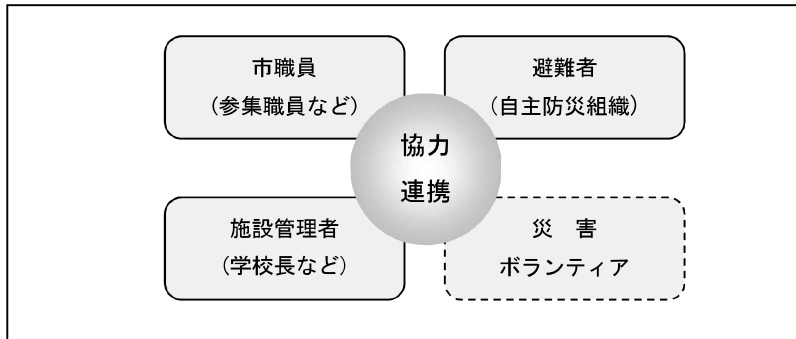 市職員
（参集職員など）
避難者
（自主防災組織）
協力
連携
施設管理者
（学校長など）
災　害
ボランティア